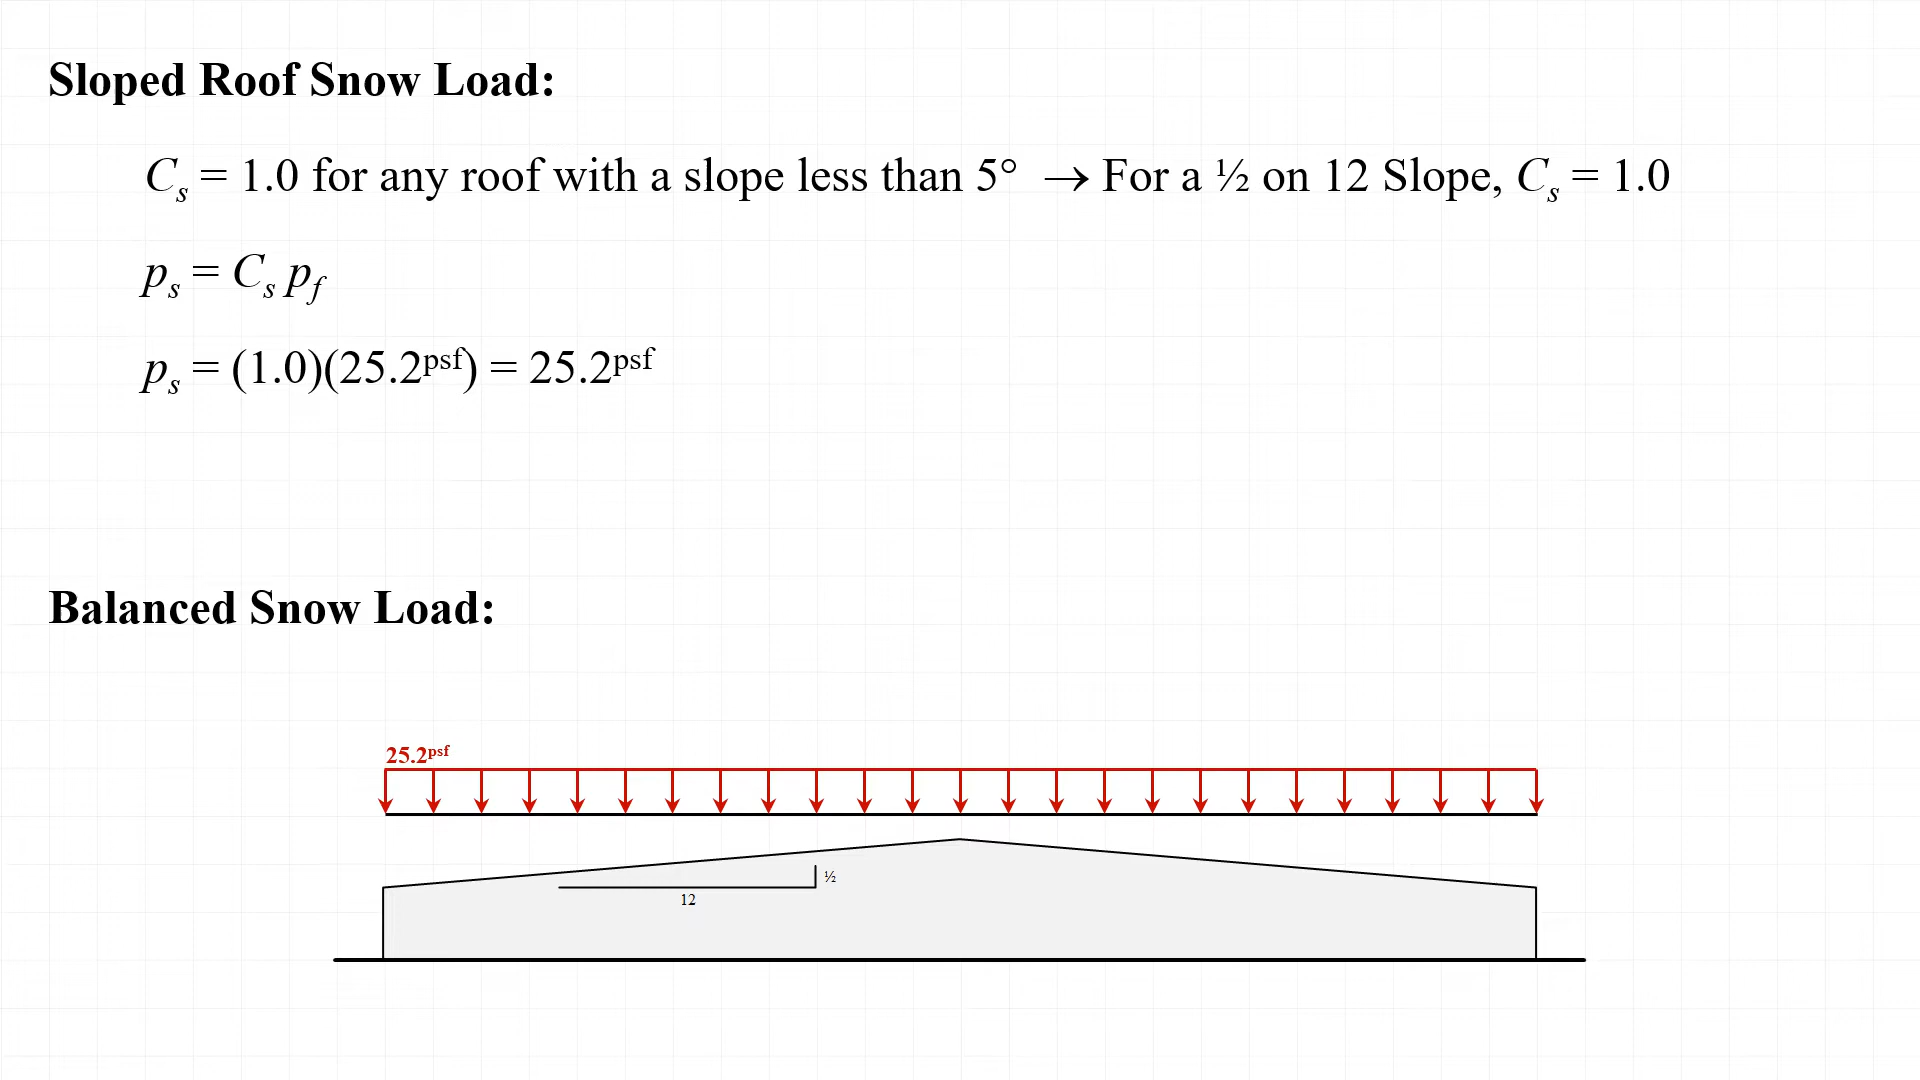 Sloped Roof Snow Load:
Cs = 1.0 for any roof with a slope less than 5° → For a ½ on 12 Slope, Cs = 1.0
ps = Cs pf
ps = (1.0)(25.2psf) = 25.2psf
Balanced Snow Load:
25.2psf
½
12